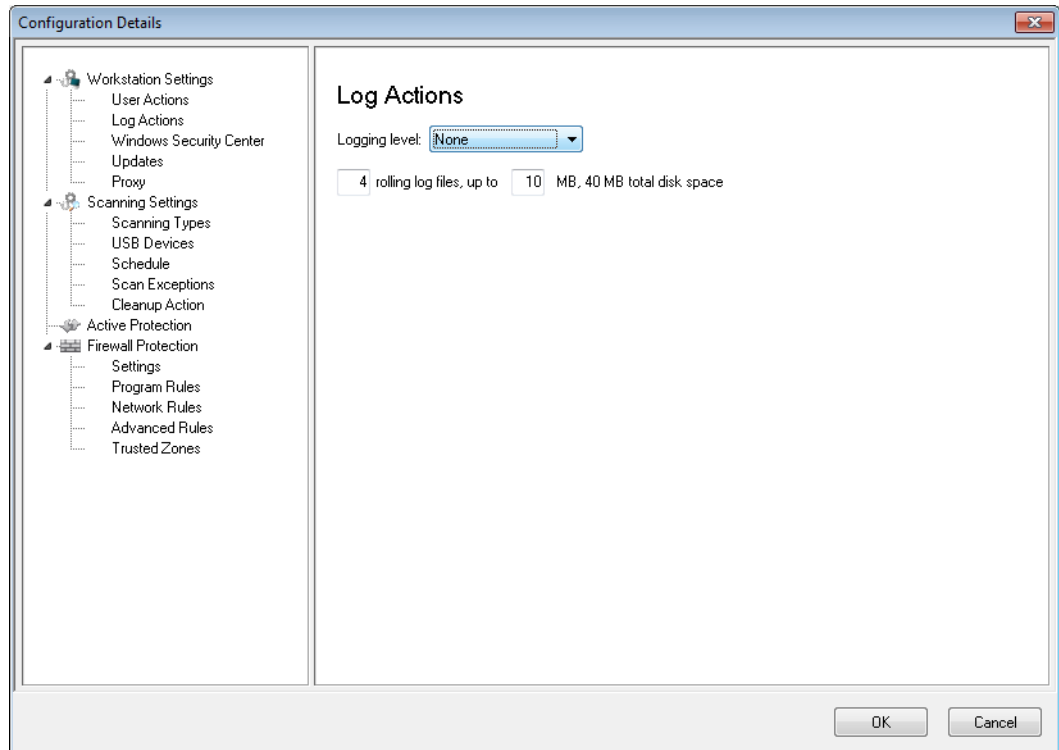 Configuration Details
Workstation Settings
User Actions
Log Actions
Windows Security Center
Updates
Proxy
Scanning Settings
Scanning Types
USB Devices
Schedule
Scan Exceptions
Cleanup Action
Active Protection
Firewall Protection
Settings
Program Rules
Network Rules
Advanced Rules
Trusted Zones
Log Actions
Logging level: None
4 rolling log files, up to 10 MB, 40 MB total disk space
OK Cancel